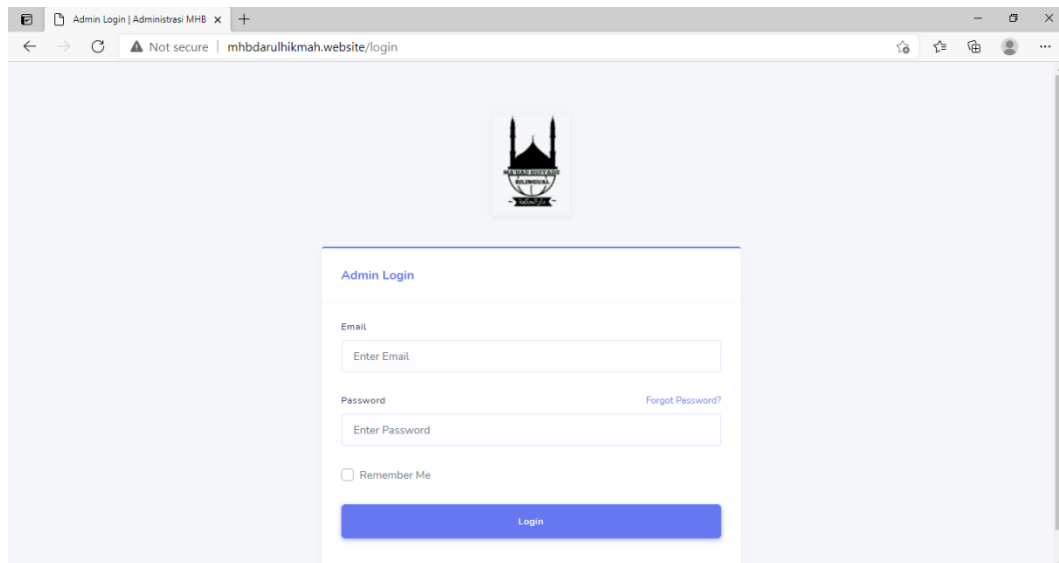 Admin Login | Administrasi MHB
Not secure | mhbdarulhikmah.website/login
BILINGUAL
Admin Login
Email
Enter Email
Password Forgot Password?
Enter Password
Remember Me
Login